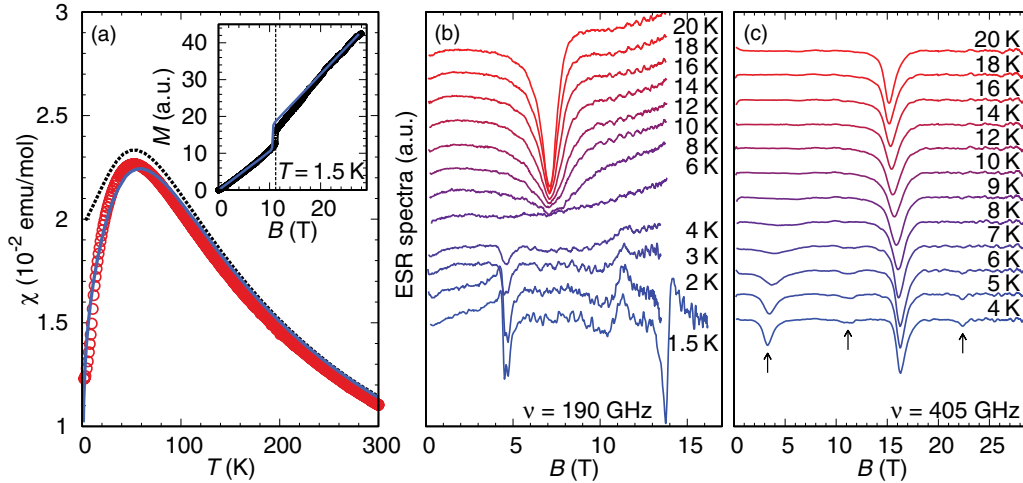 (a)
χ (10⁻² emu/mol)
3
2.5
2
1.5
1
0
100
200
300
T (K)
M (a.u.)
40
30
20
10
0
0
10
20
B (T)
T = 1.5 K
(b)
ESR spectra (a.u.)
20 K
18 K
16 K
14 K
12 K
10 K
8 K
6 K
4 K
3 K
2 K
1.5 K
ν = 190 GHz
0
5
10
15
B (T)
(c)
20 K
18 K
16 K
14 K
12 K
10 K
9 K
8 K
7 K
6 K
5 K
4 K
ν = 405 GHz
0
5
10
15
20
25
B (T)